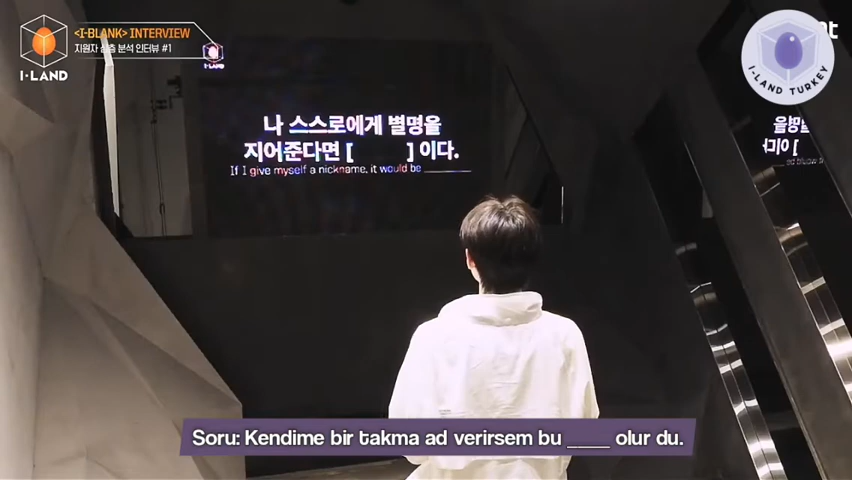 <I-BLANK> INTERVIEW
지원자 심층 분석 인터뷰 #1
I·LAND
I·LAND
I-LAND TURKEY
나 스스로에게 별명을
지어준다면 [ ] 이다.
If I give myself a nickname, it would be ______
Soru: Kendime bir takma ad verirsem bu ____ olur du.